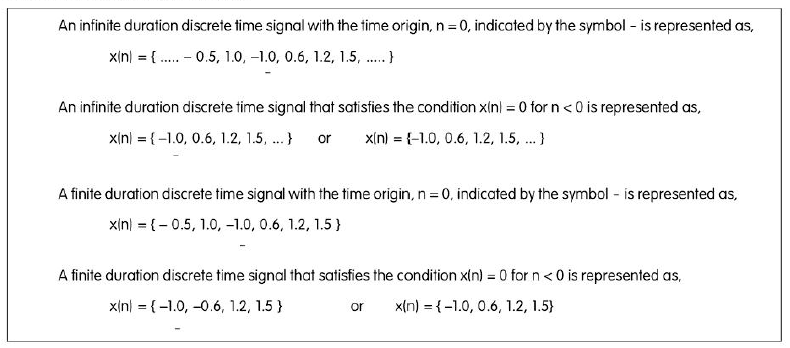 An infinite duration discrete time signal with the time origin, n = 0, indicated by the symbol - is represented as,
x(n) = { ..... – 0.5, 1.0, –1.0, 0.6, 1.2, 1.5, ..... }
–
An infinite duration discrete time signal that satisfies the condition x(n) = 0 for n < 0 is represented as,
x(n) = { –1.0, 0.6, 1.2, 1.5, ... } or x(n) = {–1.0, 0.6, 1.2, 1.5, ... }
–
A finite duration discrete time signal with the time origin, n = 0, indicated by the symbol - is represented as,
x(n) = { – 0.5, 1.0, –1.0, 0.6, 1.2, 1.5 }
–
A finite duration discrete time signal that satisfies the condition x(n) = 0 for n < 0 is represented as,
x(n) = { –1.0, –0.6, 1.2, 1.5 } or x(n) = { –1.0, 0.6, 1.2, 1.5}
–